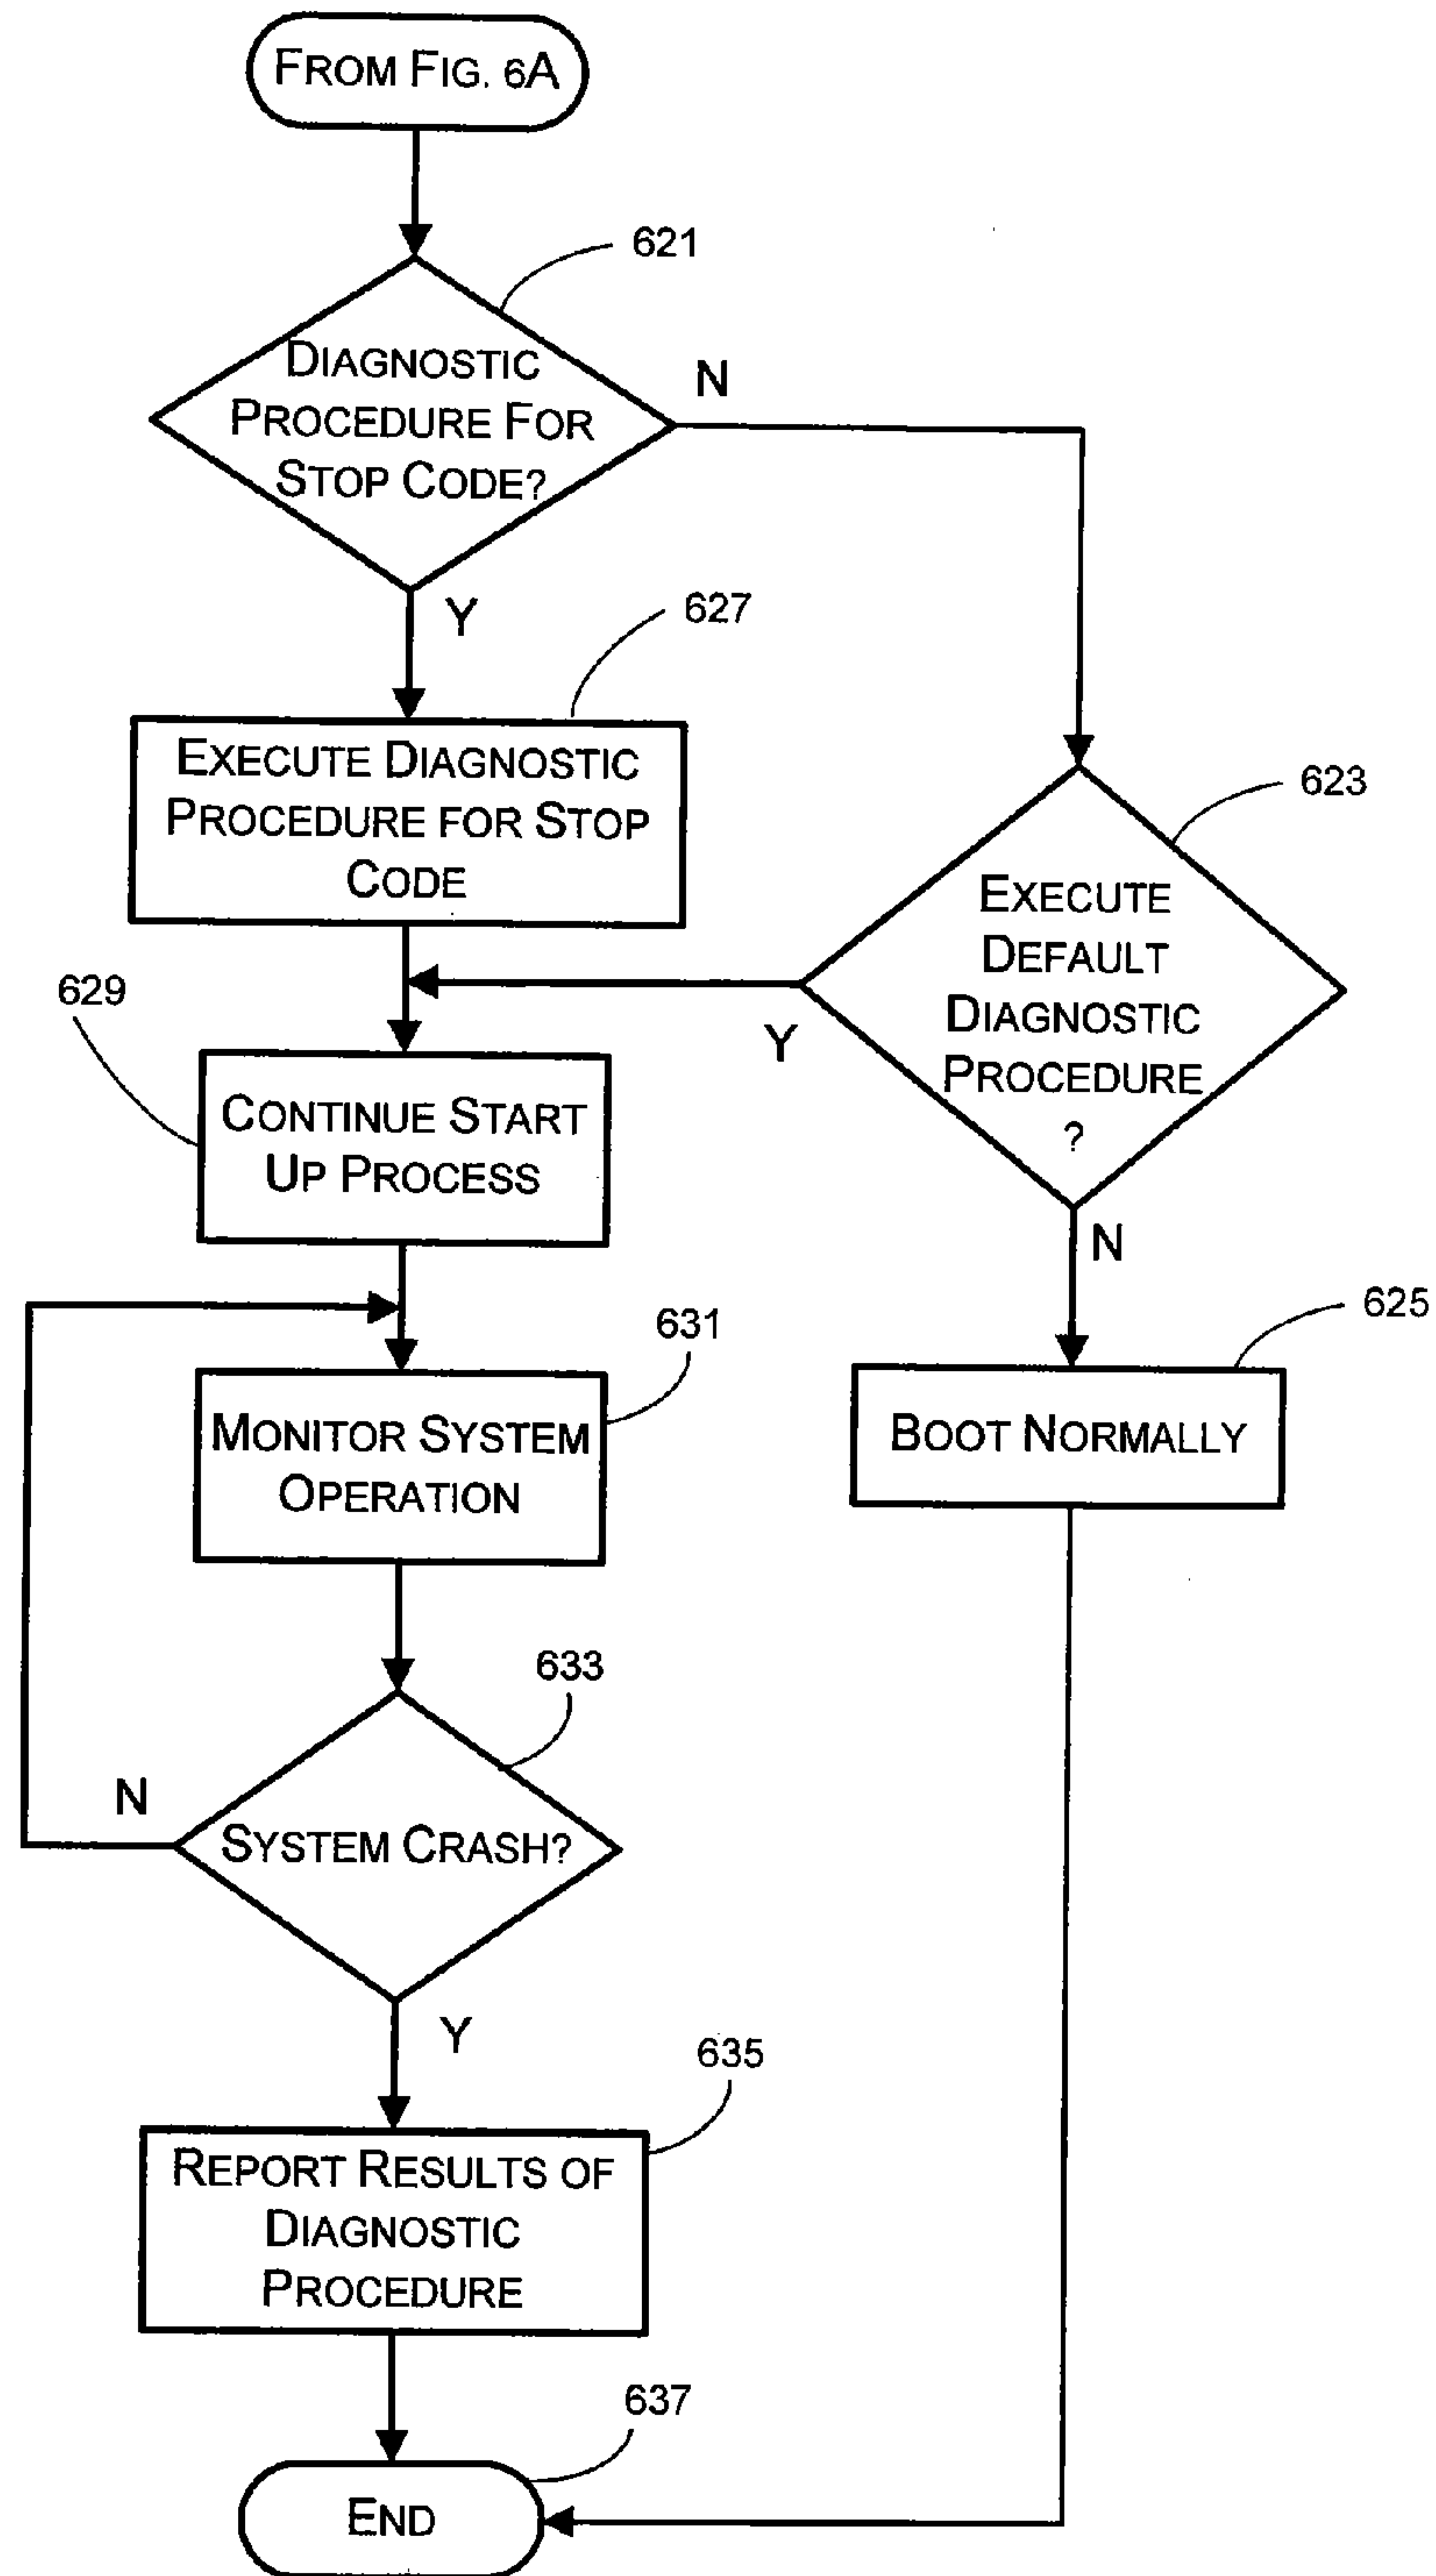 FROM FIG. 6A
621
DIAGNOSTIC
PROCEDURE FOR
STOP CODE?
N
Y
627
EXECUTE DIAGNOSTIC
PROCEDURE FOR STOP
CODE
623
EXECUTE
DEFAULT
DIAGNOSTIC
PROCEDURE
?
Y
N
629
CONTINUE START
UP PROCESS
625
BOOT NORMALLY
631
MONITOR SYSTEM
OPERATION
633
SYSTEM CRASH?
N
Y
635
REPORT RESULTS OF
DIAGNOSTIC
PROCEDURE
637
END